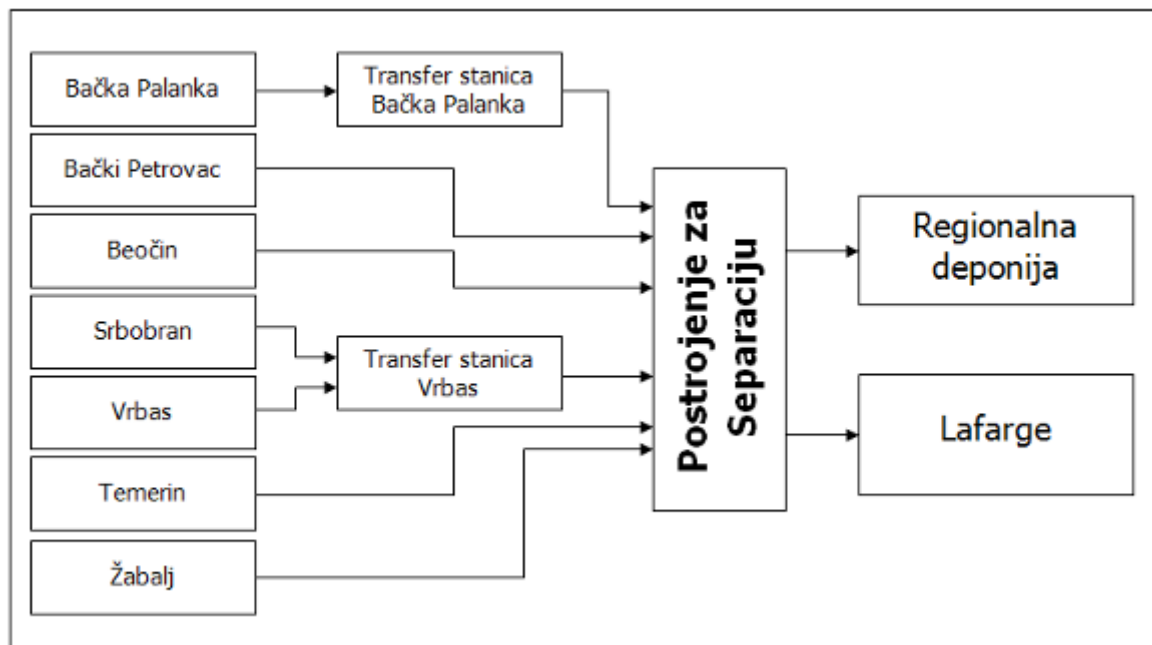 Bačka Palanka
Transfer stanica
Bačka Palanka
Bački Petrovac
Beočin
Srbobran
Transfer stanica
Vrbas
Vrbas
Temerin
Žabalj
Postrojenje za
Separaciju
Regionalna
deponija
Lafarge